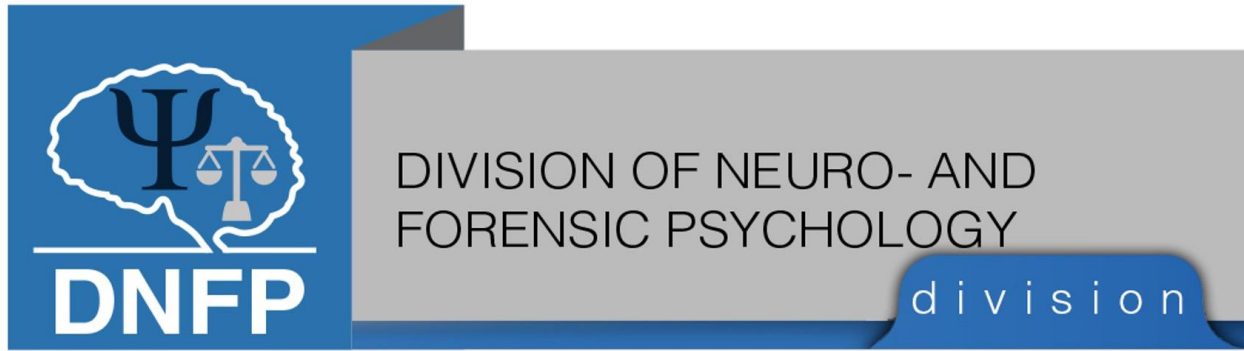 Ψ
DNFP
DIVISION OF NEURO- AND
FORENSIC PSYCHOLOGY
division